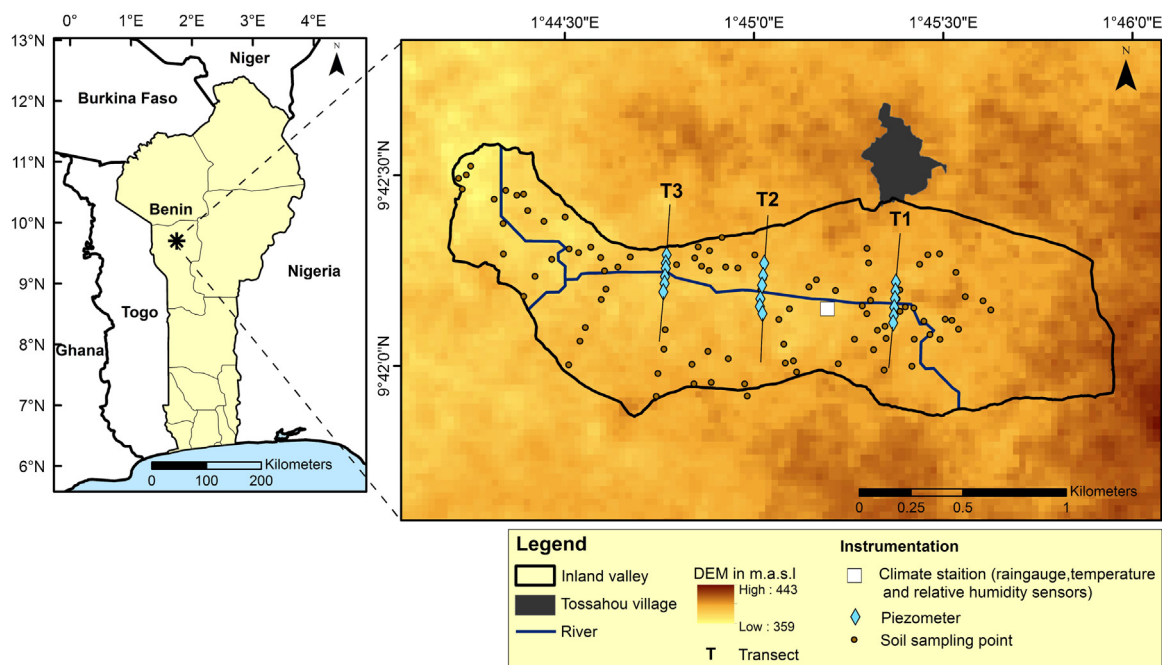 0° 1°E 2°E 3°E 4°E
13°N
12°N
11°N
10°N
9°N
8°N
7°N
6°N
N
Niger
Burkina Faso
Benin
Nigeria
Togo
Ghana
Kilometers
0 100 200
1°44'30"E 1°45'0"E 1°45'30"E 1°46'0"E
9°42'30"N
9°42'0"N
N
T3
T2
T1
Kilometers
0 0.25 0.5 1
Legend
Inland valley
Tossahou village
River
DEM in m.a.s.l
High : 443
Low : 359
T Transect
Instrumentation
Climate staition (raingauge,temperature
and relative humidity sensors)
Piezometer
Soil sampling point